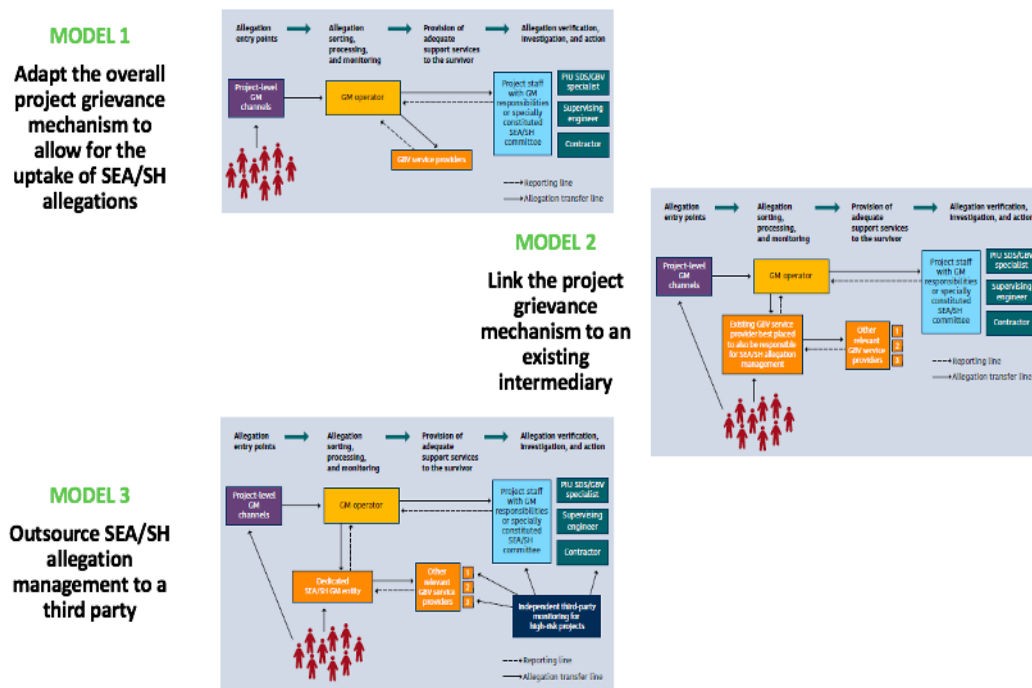 MODEL 1
Adapt the overall
project grievance
mechanism to
allow for the
uptake of SEA/SH
allegations
Allegation
entry points
Allegation
sorting,
processing,
and monitoring
Provision of
adequate
support services
to the survivor
Allegation verification,
investigation, and action
Project-level
GM
channels
GM operator
Project staff
with GM
responsibilities
or specially
constituted
SEA/SH
committee
PIU SDS/GBV
specialist
Supervising
engineer
Contractor
GBV service providers
Reporting line
Allegation transfer line
MODEL 2
Link the project
grievance
mechanism to an
existing
intermediary
Allegation
entry points
Allegation
sorting,
processing,
and monitoring
Provision of
adequate
support services
to the survivor
Allegation verification,
investigation, and action
Project-level
GM
channels
GM operator
Project staff
with GM
responsibilities
or specially
constituted
SEA/SH
committee
PIU SDS/GBV
specialist
Supervising
engineer
Contractor
Existing GBV service
provider best placed
to also be responsible
for SEA/SH allegation
management
Other
relevant
GBV service
providers
1
2
3
Reporting line
Allegation transfer line
MODEL 3
Outsource SEA/SH
allegation
management to a
third party
Allegation
entry points
Allegation
sorting,
processing,
and monitoring
Provision of
adequate
support services
to the survivor
Allegation verification,
investigation, and action
Project-level
GM
channels
GM operator
Project staff
with GM
responsibilities
or specially
constituted
SEA/SH
committee
PIU SDS/GBV
specialist
Supervising
engineer
Contractor
Dedicated
SEA/SH GM entity
Other
relevant
GBV service
providers
1
2
3
Independent third-party
monitoring for
high-risk projects
Reporting line
Allegation transfer line